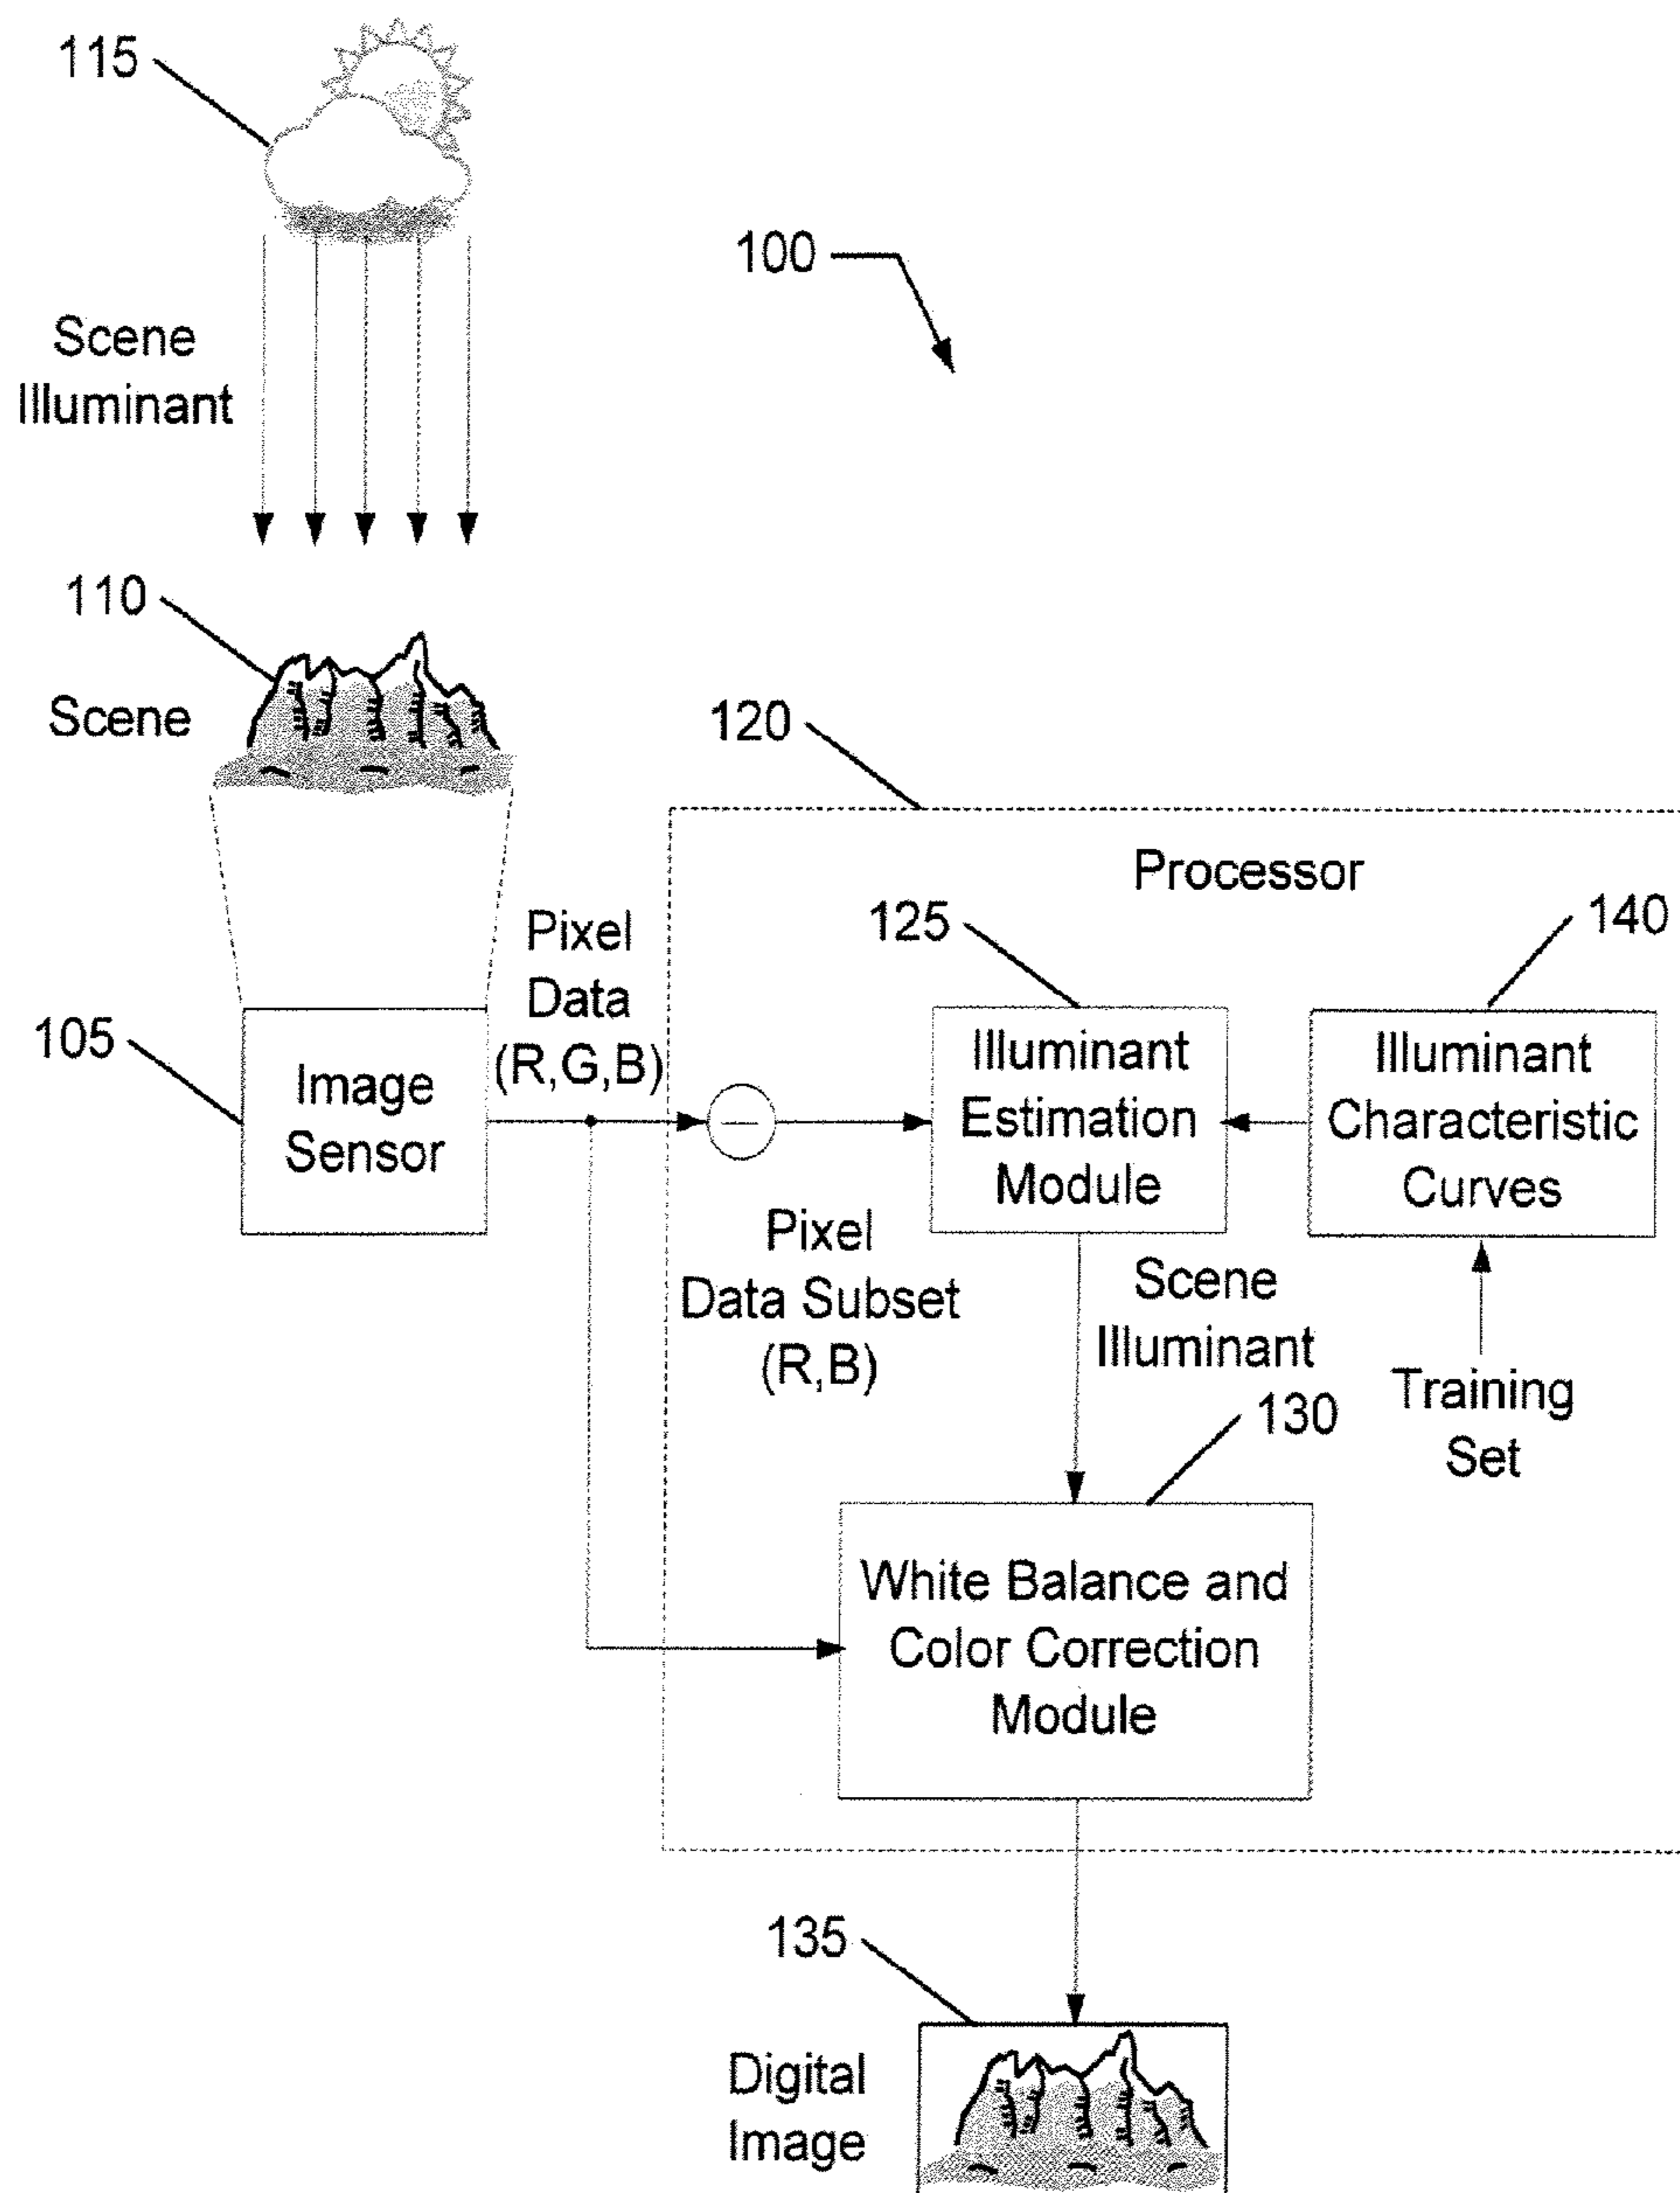 115
100
Scene
Illuminant
110
Scene
120
Processor
125
140
Pixel
Data
(R,G,B)
105
Image
Sensor
Illuminant
Estimation
Module
Illuminant
Characteristic
Curves
Pixel
Data Subset
(R,B)
Scene
Illuminant
Training
Set
130
White Balance and
Color Correction
Module
135
Digital
Image